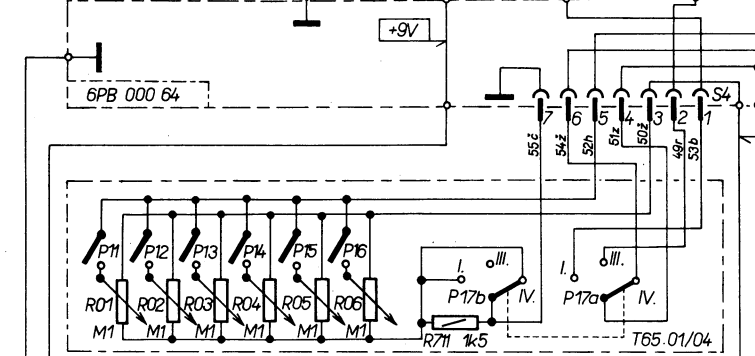 +9V
6PB 000 64
S4
7 6 5 4 3 2 1
55č 54ž 52h 51z 50ž 49r 53b
P11 P12 P13 P14 P15 P16
I. III. I. III.
R01 R02 R03 R04 R05 R06 P17b IV. P17a IV.
M1 M1 M1 M1 M1 M1 R711 1k5 T65.01/04